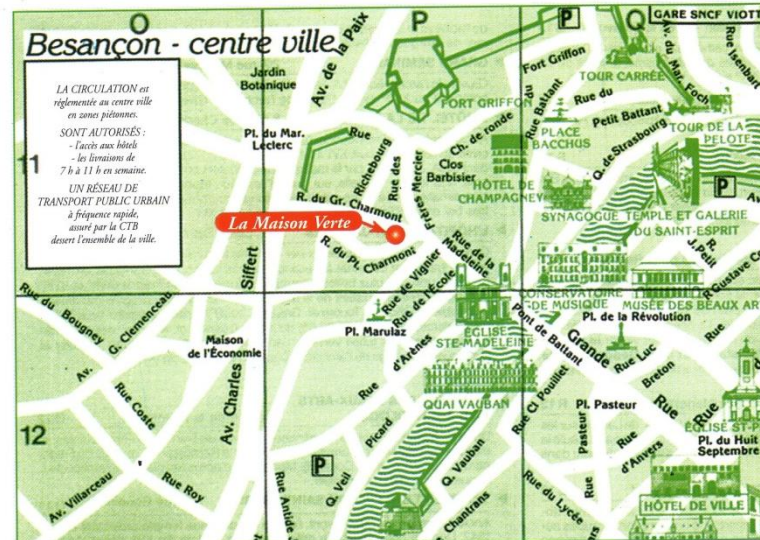 O
P
Q
GARE SNCF VIOTT
Besançon - centre ville
LA CIRCULATION est
réglementée au centre ville
en zones piétonnes.
SONT AUTORISÉS :
- l'accès aux hôtels
- les livraisons de
7 h à 11 h en semaine.
UN RÉSEAU DE
TRANSPORT PUBLIC URBAIN
à fréquence rapide,
assuré par la CTB
dessert l'ensemble de la ville.
Jardin
Botanique
Av. de la Paix
P
Fort Griffon
TOUR CARRÉE
Av. du Mar. Foch
Rue Isenbart
FORT GRIFFON
Rue du
Petit Battant
Rue Battant
PLACE
BACCHUS
Q. de Strasbourg
TOUR DE LA
PELOTE
11
Pl. du Mar.
Leclerc
Rue
Richebourg
Rue des
Frères Mercier
Ch. de ronde
Clos
Barbisier
HÔTEL DE
CHAMPAGNEY
P
Av
R. du Gr. Charmont
La Maison Verte
R. du Pl. Charmont
SYNAGOGUE
TEMPLE ET GALERIE
DU SAINT-ESPRIT
Rue de la
Madeleine
R.
J.Petit
R Gustave Co
Siffert
Rue de Vignier
Rue de l'École
CONSERVATOIRE
DE MUSIQUE
MUSÉE DES BEAUX AR
Rue du Bougney
Av. G. Clemenceau
Maison
de l'Économie
Pl. Marulaz
ÉGLISE
STE-MADELEINE
Pont de Battant
Pl. de la Révolution
Grande
Rue
Rue Luc
Breton
Rue
Rue
d'Arènes
QUAI VAUBAN
Rue Cl Pouillet
Pl. Pasteur
Rue
Pasteur
12
Av. Charles
Rue Coste
Rue
Picard
Rue
d'Anvers
ÉGLISE ST-P
Pl. du Huit
Septembre
P
Q. Veil
Q. Vauban
Av. Villarceau
Rue Roy
Rue Antide
Chantrans
Rue du Lycée
Rue
HÔTEL DE VILLE